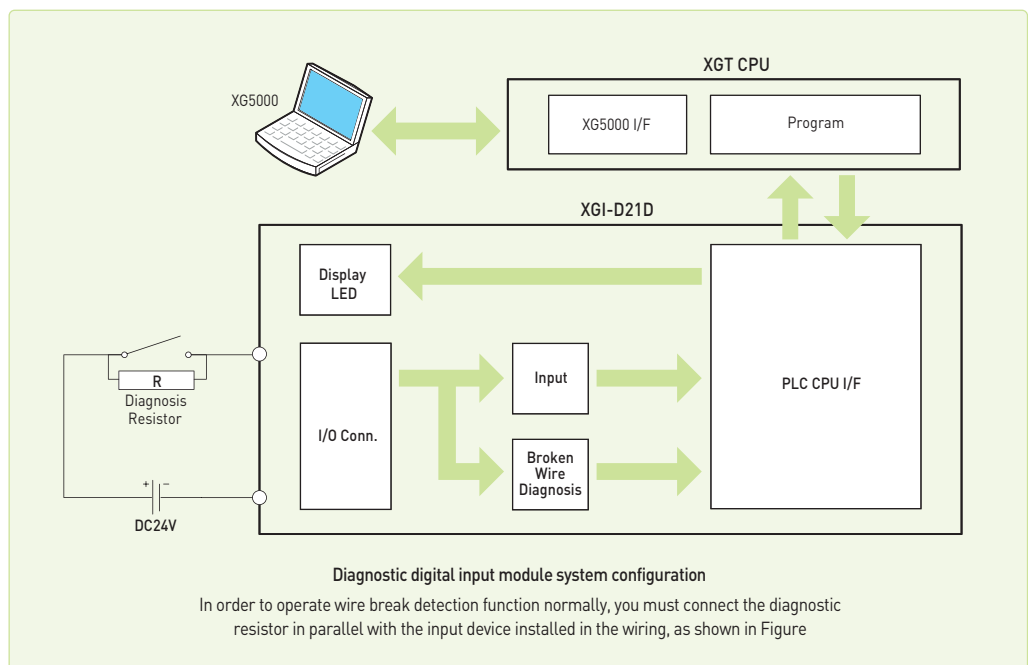 XGT CPU
XG5000
XG5000 I/F
Program
XGI-D21D
Display
LED
R
Diagnosis
Resistor
I/O Conn.
Input
Broken
Wire
Diagnosis
PLC CPU I/F
+ −
DC24V
Diagnostic digital input module system configuration
In order to operate wire break detection function normally, you must connect the diagnostic
resistor in parallel with the input device installed in the wiring, as shown in Figure